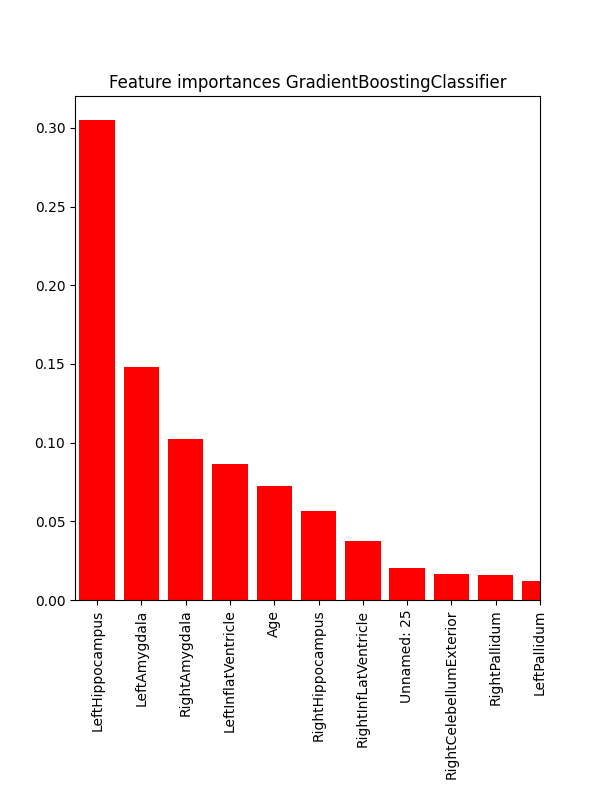 Feature importances GradientBoostingClassifier
0.30
0.25
0.20
0.15
0.10
0.05
0.00
LeftHippocampus
LeftAmygdala
RightAmygdala
LeftInflatVentricle
Age
RightHippocampus
RightInfLatVentricle
Unnamed: 25
RightCelebellumExterior
RightPallidum
LeftPallidum